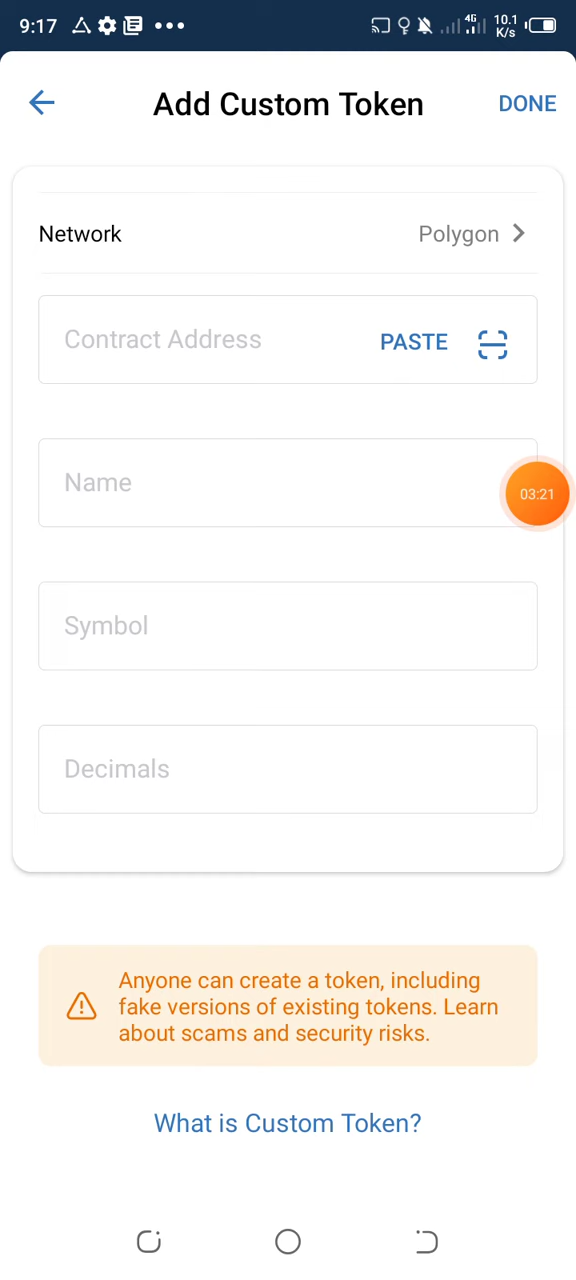 9:17
4G
10.1
K/s
Add Custom Token
DONE
Network
Polygon
Contract Address
PASTE
Name
03:21
Symbol
Decimals
Anyone can create a token, including
fake versions of existing tokens. Learn
about scams and security risks.
What is Custom Token?